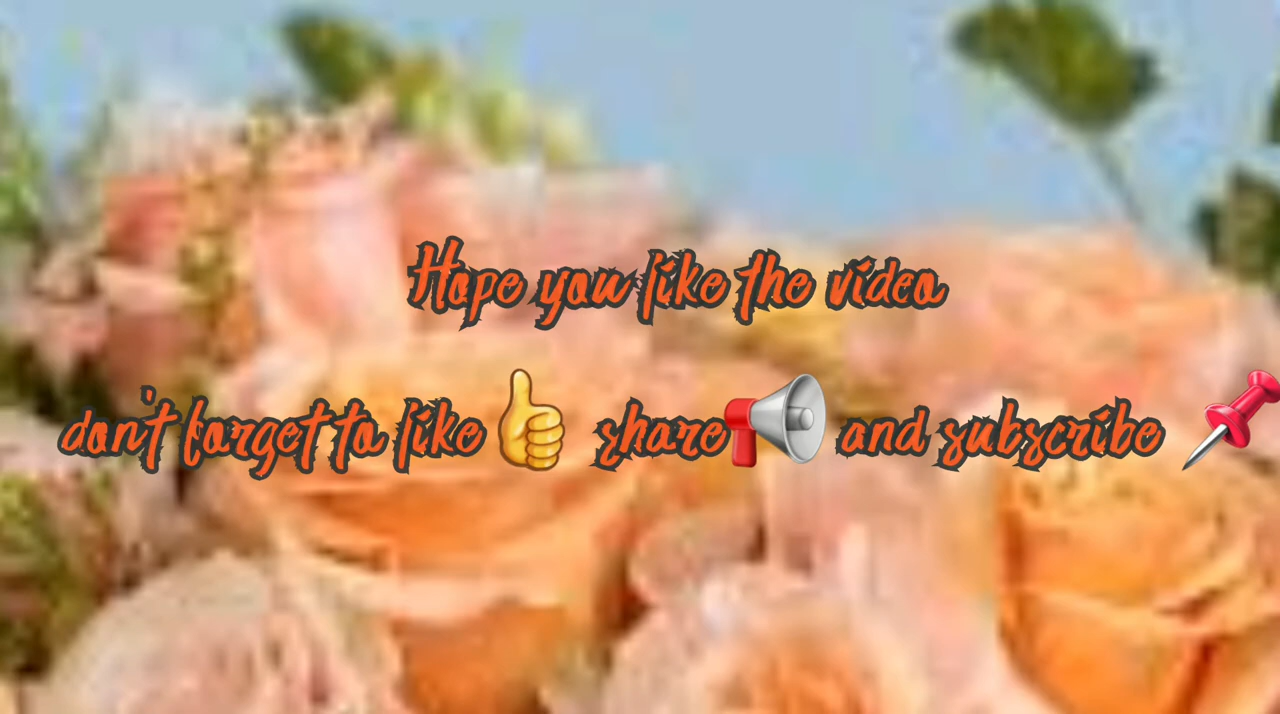 Hope you like the video
don't forget to like👍 share📢and subscribe 📌